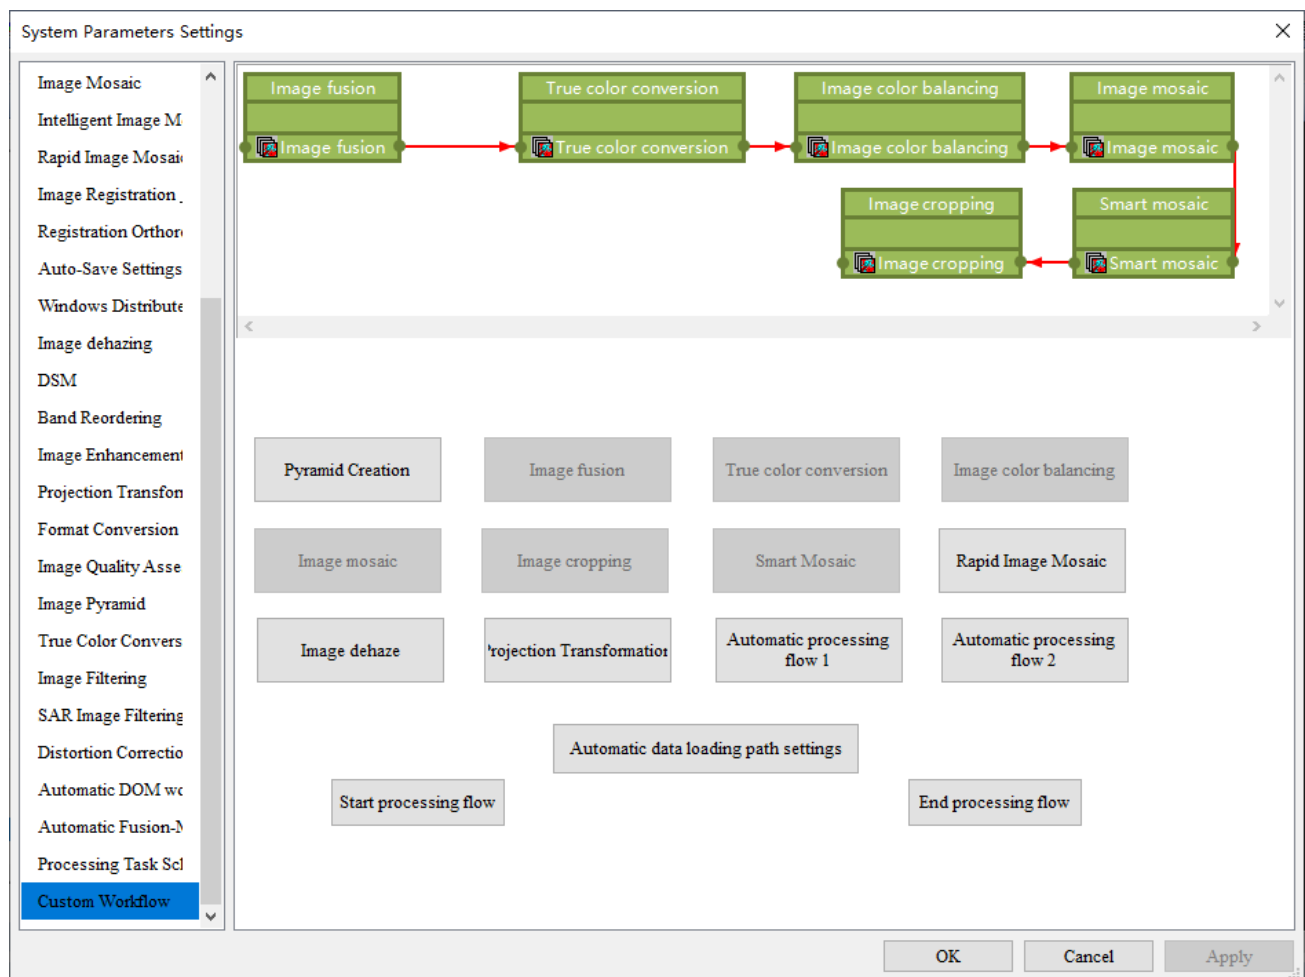 System Parameters Settings
Image Mosaic
Intelligent Image M
Rapid Image Mosai
Image Registration
Registration Orthor
Auto-Save Settings
Windows Distribute
Image dehazing
DSM
Band Reordering
Image Enhancement
Projection Transfor
Format Conversion
Image Quality Asse
Image Pyramid
True Color Convers
Image Filtering
SAR Image Filtering
Distortion Correctio
Automatic DOM wo
Automatic Fusion-M
Processing Task Sch
Custom Workflow
Image fusion
Image fusion
True color conversion
True color conversion
Image color balancing
Image color balancing
Image mosaic
Image mosaic
Smart mosaic
Smart mosaic
Image cropping
Image cropping
Pyramid Creation
Image fusion
True color conversion
Image color balancing
Image mosaic
Image cropping
Smart Mosaic
Rapid Image Mosaic
Image dehaze
Projection Transformation
Automatic processing
flow 1
Automatic processing
flow 2
Automatic data loading path settings
Start processing flow
End processing flow
OK
Cancel
Apply